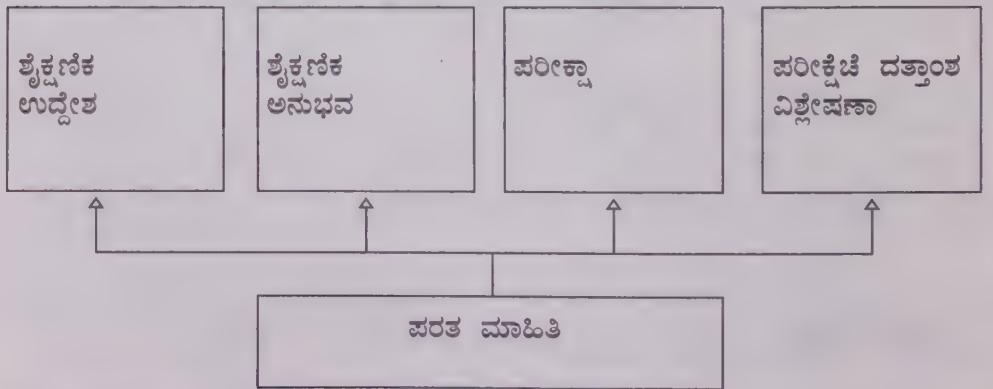 ಶೈಕ್ಷಣಿಕ
ಉದ್ದೇಶ
ಶೈಕ್ಷಣಿಕ
ಅನುಭವ
ಪರೀಕ್ಷಾ
ಪರೀಕ್ಷೆಚೆ ದತ್ತಾಂಶ
ವಿಶ್ಲೇಷಣಾ
ಪರತ ಮಾಹಿತಿ